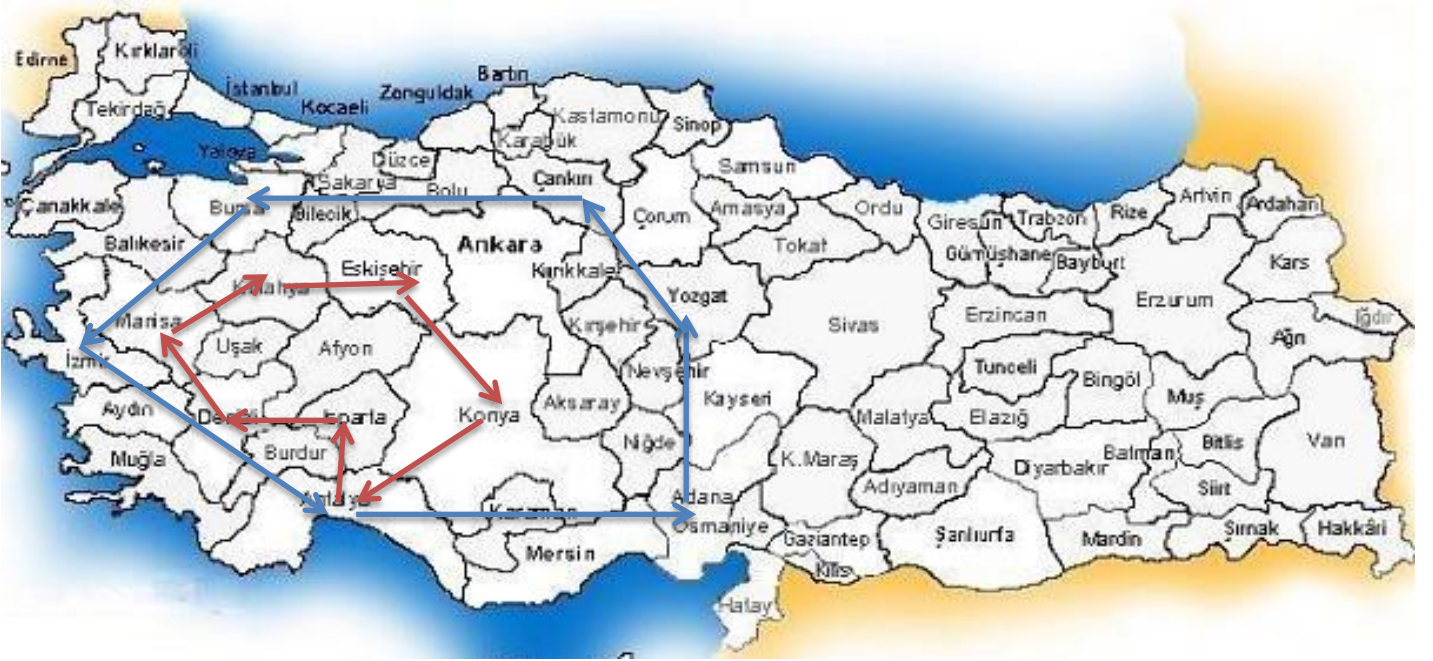 Edirne
Kırklareli
Tekirdağ
İstanbul
Kocaeli
Zonguldak
Bartın
Kastamonu
Sinop
Karabük
Yalova
Düzce
Sakarya
Bolu
Çankırı
Samsun
Çanakkale
Bursa
Bilecik
Çorum
Amasya
Ordu
Giresun
Trabzon
Rize
Artvin
Ardahan
Balıkesir
Ankara
Tokat
Gümüşhane
Bayburt
Kars
Eskişehir
Kırıkkale
Kütahya
Yozgat
Erzurum
Manisa
Kırşehir
Sivas
Erzincan
Iğdır
Ağrı
İzmir
Uşak
Afyon
Nevşehir
Tunceli
Bingöl
Muş
Aydın
Denizli
Isparta
Konya
Aksaray
Kayseri
Malatya
Elazığ
Muğla
Burdur
Niğde
K.Maraş
Diyarbakır
Batman
Bitlis
Van
Antalya
Karaman
Adana
Adıyaman
Siirt
Osmaniye
Mersin
Gaziantep
Şanlıurfa
Mardin
Şırnak
Hakkâri
Kilis
Hatay